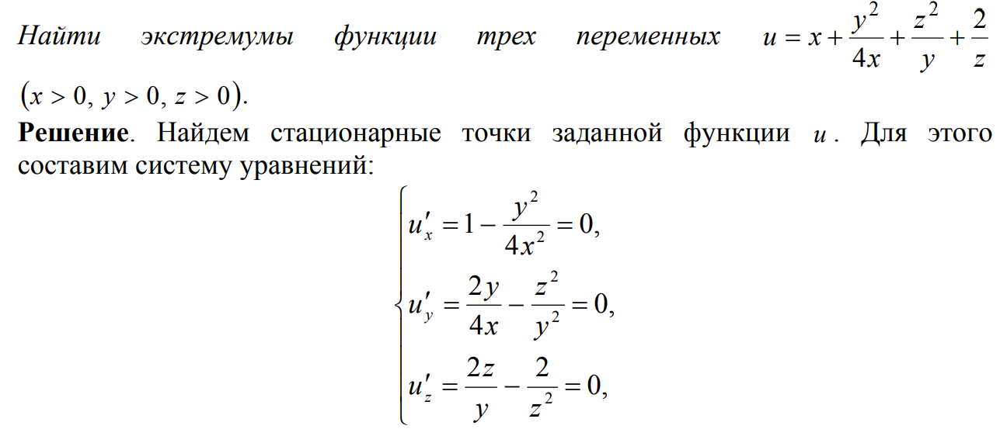 Найти экстремумы функции трех переменных u = x + y²/4x + z²/y + 2/z
(x > 0, y > 0, z > 0).
Решение. Найдем стационарные точки заданной функции u . Для этого
составим систему уравнений:
{ u′ₓ = 1 − y²/4x² = 0,
u′_y = 2y/4x − z²/y² = 0,
u′_z = 2z/y − 2/z² = 0,